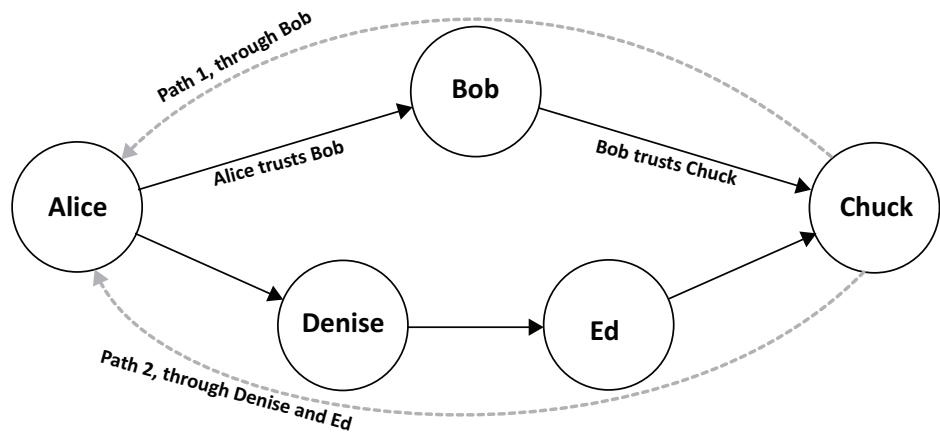 Path 1, through Bob
Bob
Alice trusts Bob
Bob trusts Chuck
Alice
Chuck
Denise
Ed
Path 2, through Denise and Ed